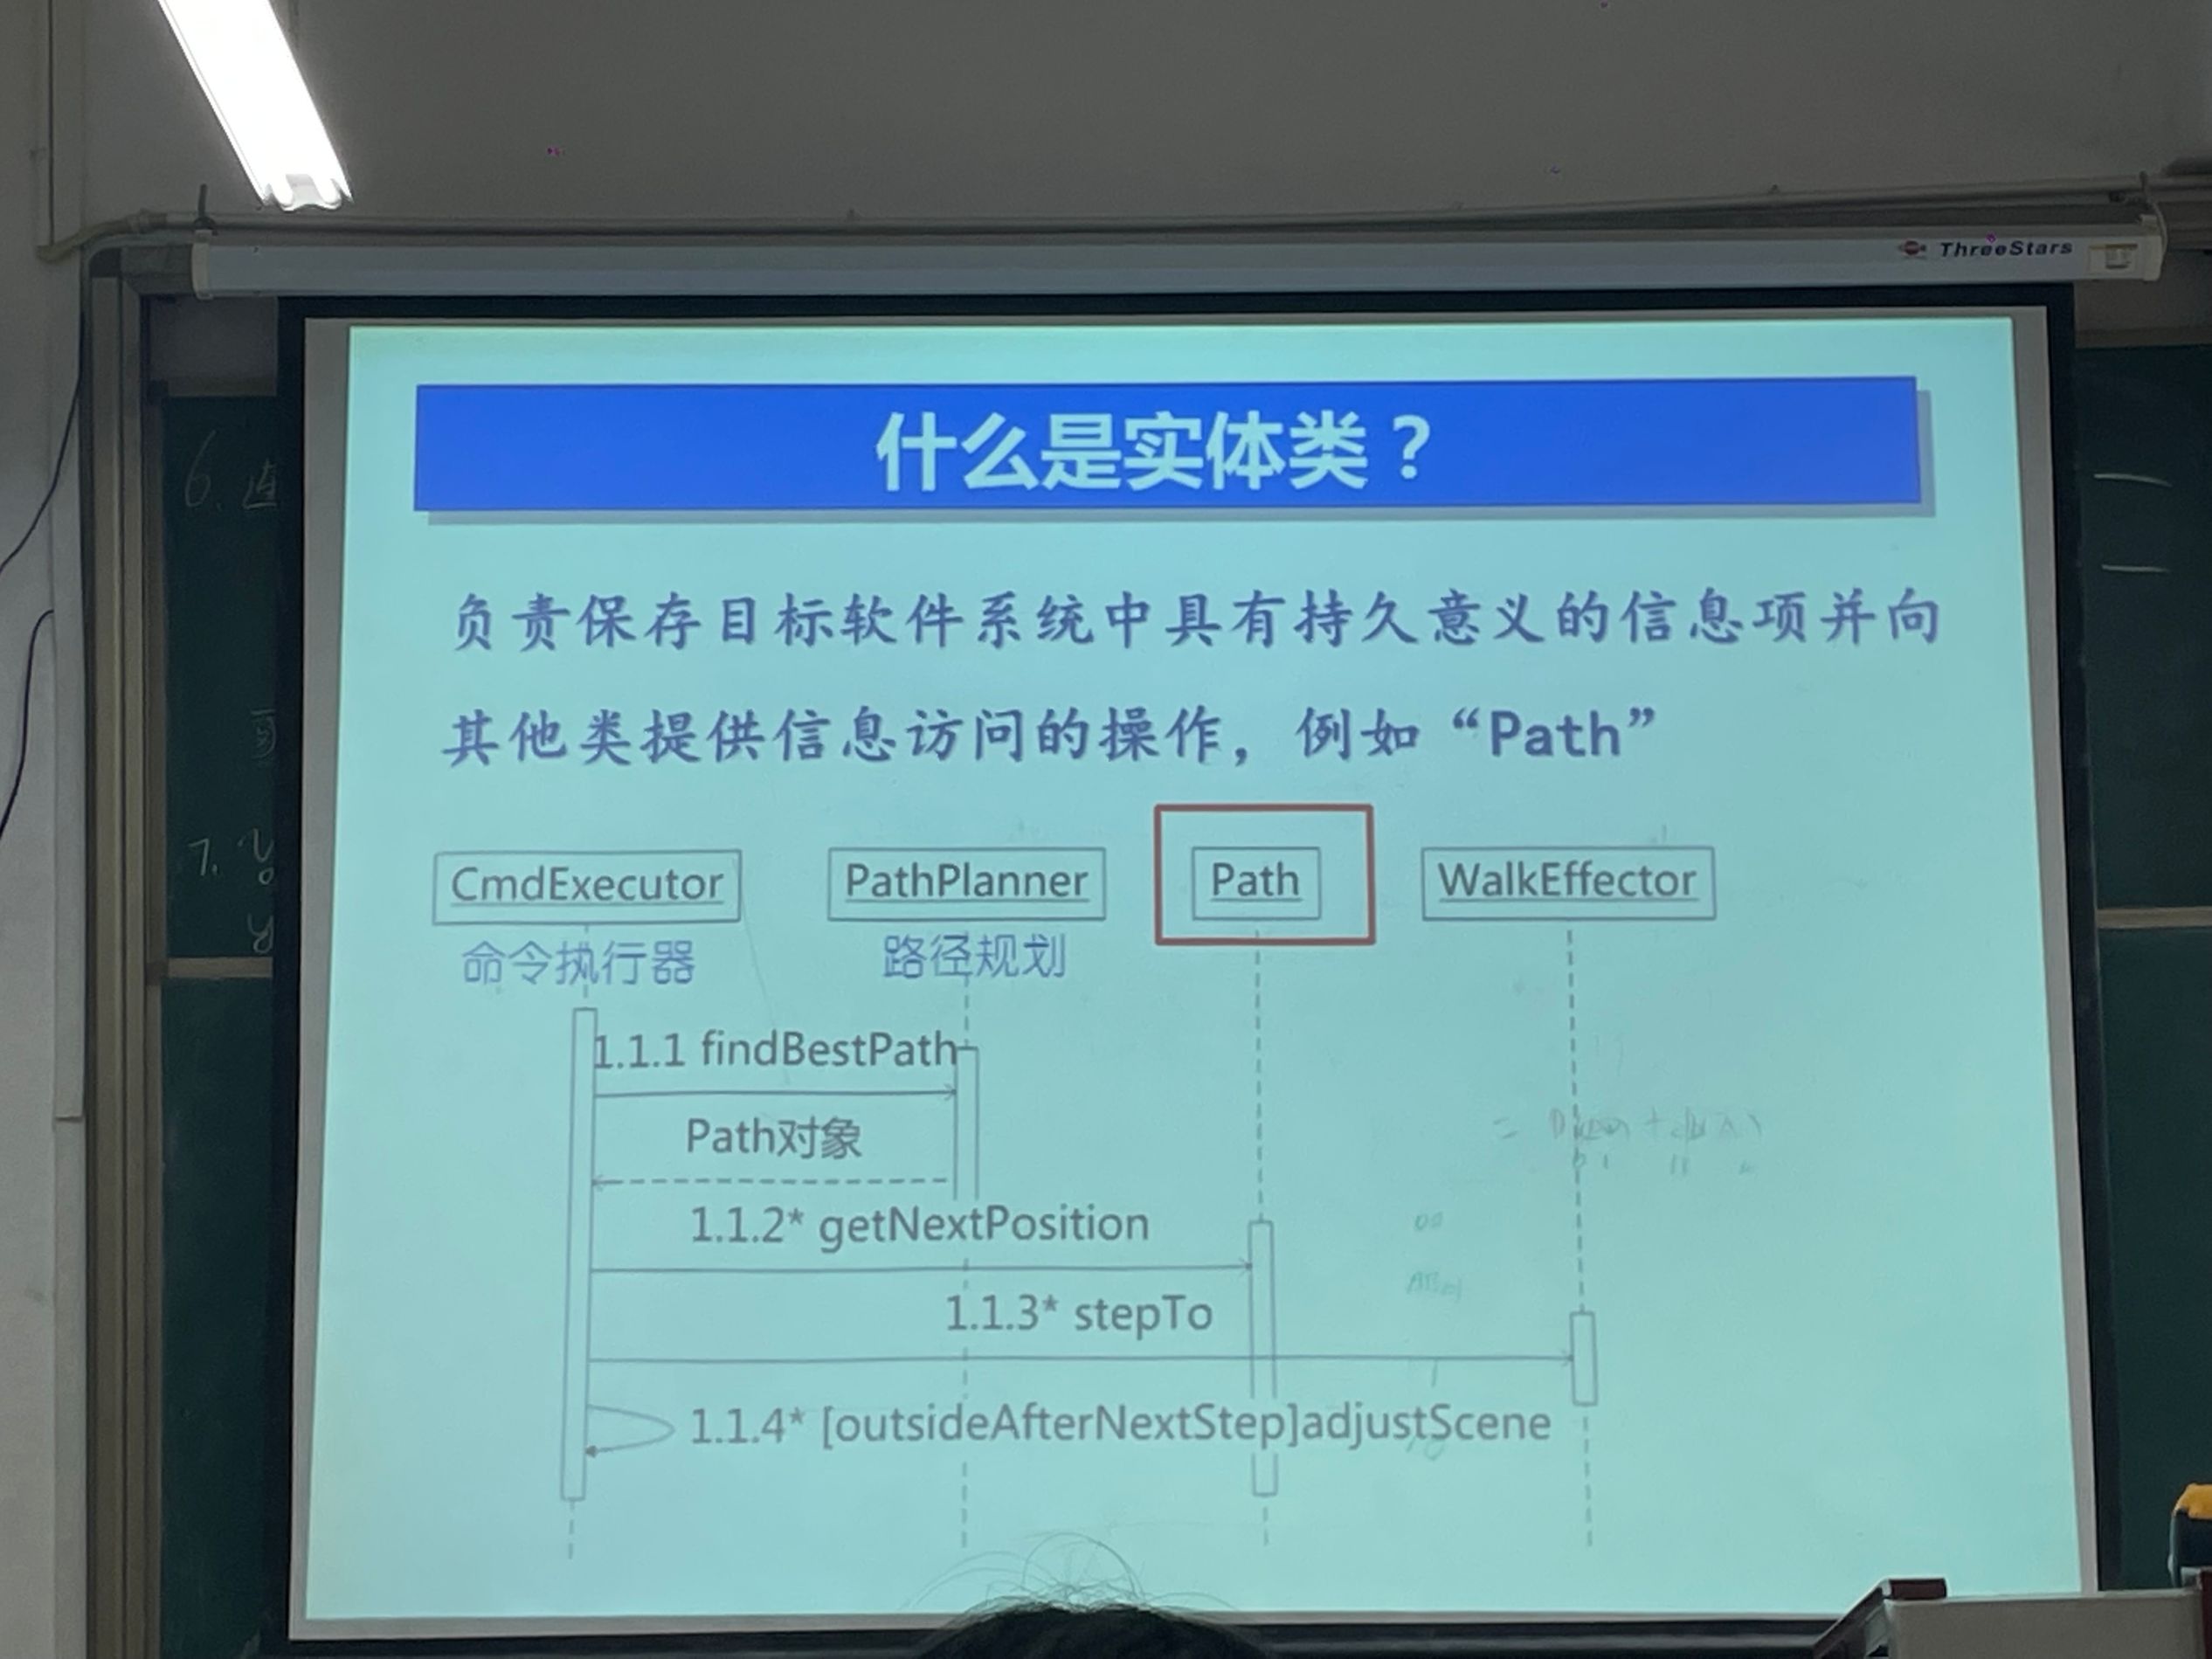 ThreeStars
什么是实体类？
负责保存目标软件系统中具有持久意义的信息项并向
其他类提供信息访问的操作，例如“Path”
CmdExecutor
PathPlanner
Path
WalkEffector
命令执行器
路径规划
1.1.1 findBestPath
Path对象
1.1.2* getNextPosition
1.1.3* stepTo
1.1.4* [outsideAfterNextStep]adjustScene
6.
7.